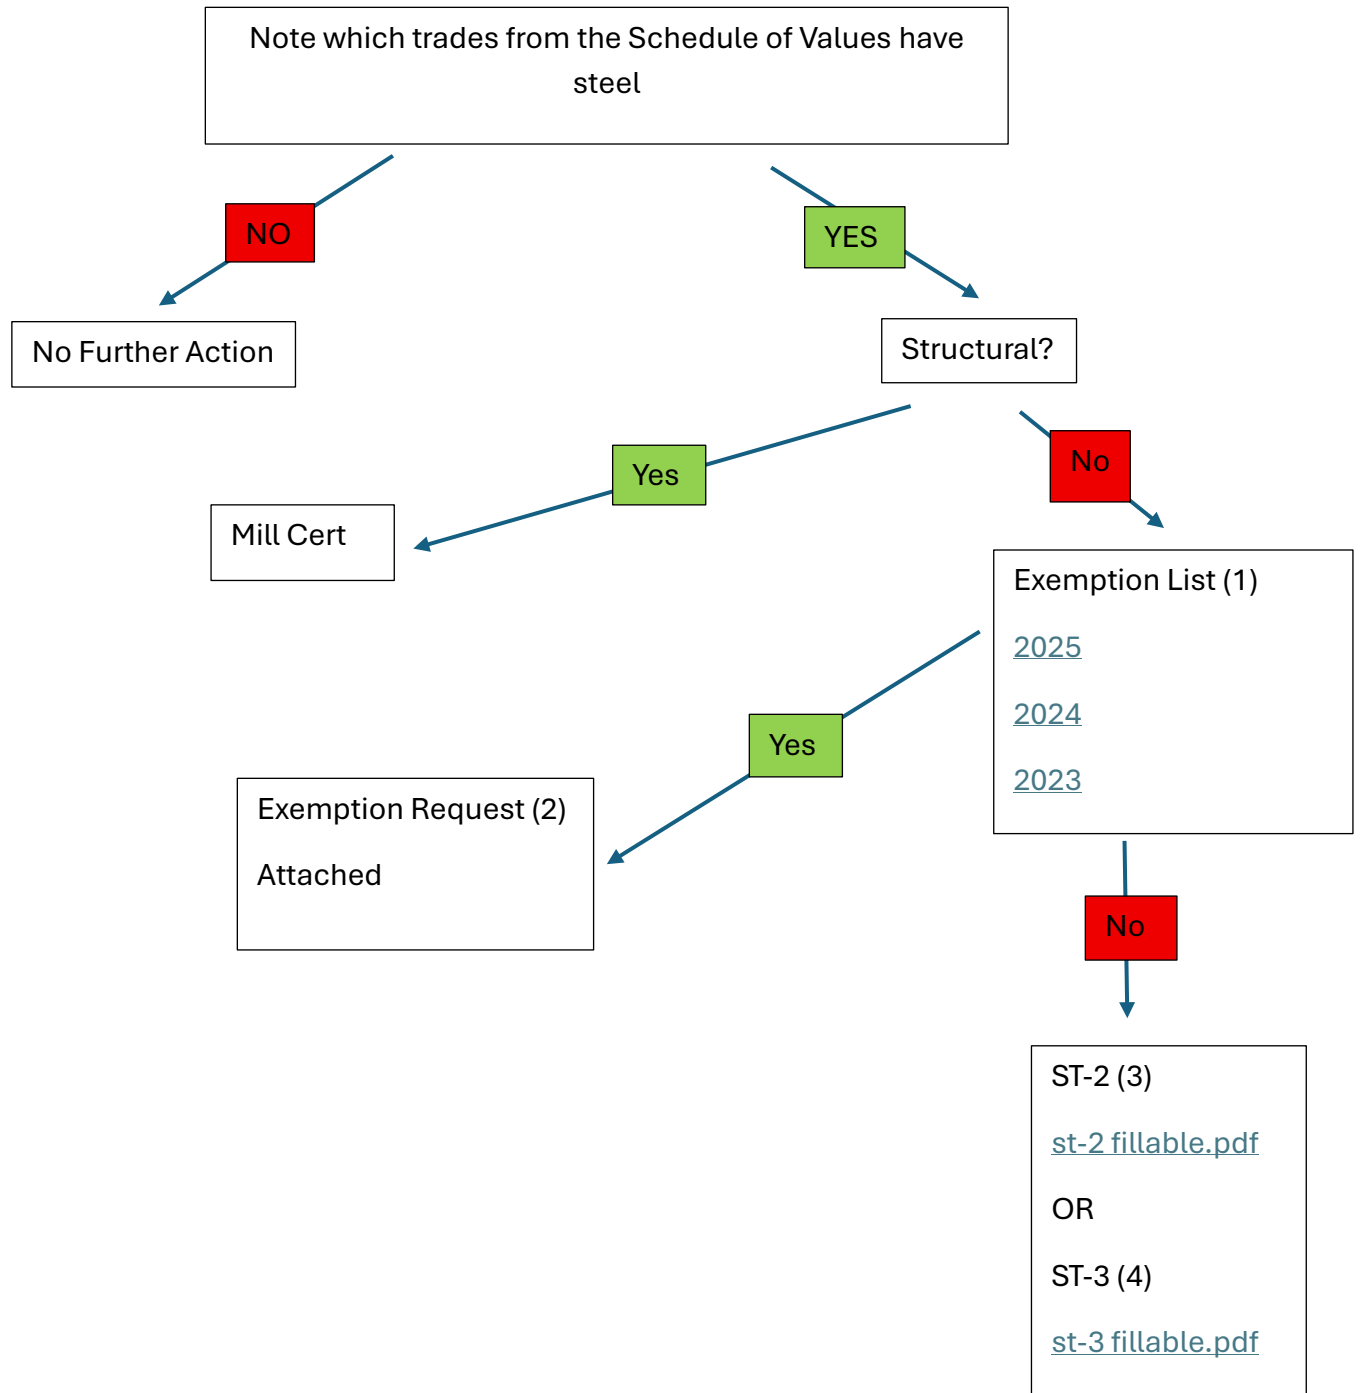 Note which trades from the Schedule of Values have
steel
NO
YES
No Further Action
Structural?
Yes
No
Mill Cert
Exemption List (1)
2025
2024
2023
Yes
Exemption Request (2)
Attached
No
ST-2 (3)
st-2 fillable.pdf
OR
ST-3 (4)
st-3 fillable.pdf